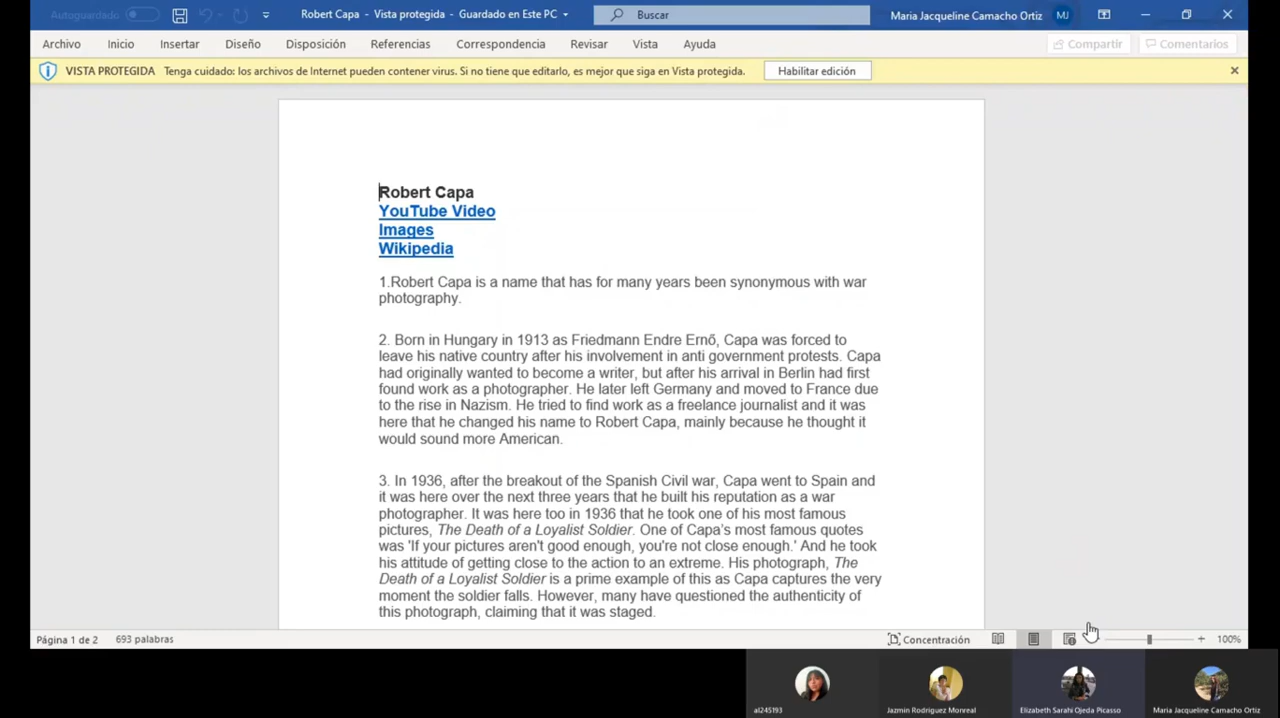 Autoguardado
Robert Capa - Vista protegida - Guardado en Este PC
Buscar
Maria Jacqueline Camacho Ortiz
MJ
Archivo Inicio Insertar Diseño Disposición Referencias Correspondencia Revisar Vista Ayuda
Compartir Comentarios
VISTA PROTEGIDA Tenga cuidado: los archivos de Internet pueden contener virus. Si no tiene que editarlo, es mejor que siga en Vista protegida.
Habilitar edición
Robert Capa
YouTube Video
Images
Wikipedia
1.Robert Capa is a name that has for many years been synonymous with war
photography.
2. Born in Hungary in 1913 as Friedmann Endre Ernő, Capa was forced to
leave his native country after his involvement in anti government protests. Capa
had originally wanted to become a writer, but after his arrival in Berlin had first
found work as a photographer. He later left Germany and moved to France due
to the rise in Nazism. He tried to find work as a freelance journalist and it was
here that he changed his name to Robert Capa, mainly because he thought it
would sound more American.
3. In 1936, after the breakout of the Spanish Civil war, Capa went to Spain and
it was here over the next three years that he built his reputation as a war
photographer. It was here too in 1936 that he took one of his most famous
pictures, The Death of a Loyalist Soldier. One of Capa's most famous quotes
was 'If your pictures aren't good enough, you're not close enough.' And he took
his attitude of getting close to the action to an extreme. His photograph, The
Death of a Loyalist Soldier is a prime example of this as Capa captures the very
moment the soldier falls. However, many have questioned the authenticity of
this photograph, claiming that it was staged.
Página 1 de 2 693 palabras
Concentración
100%
al245193
Jazmin Rodriguez Monreal
Elizabeth Sarahi Ojeda Picasso
Maria Jacqueline Camacho Ortiz